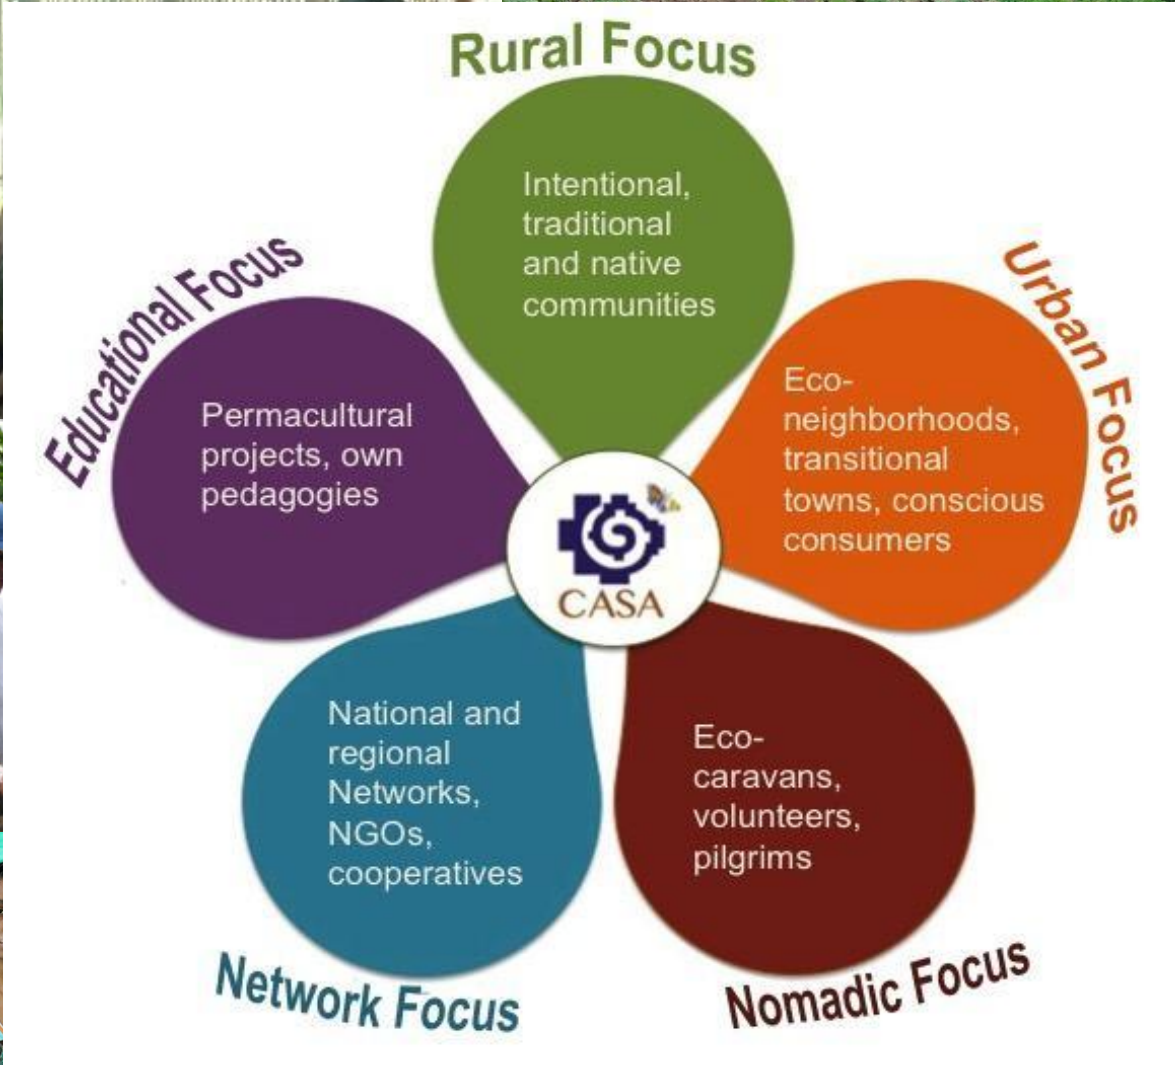 Rural Focus
Intentional,
traditional
and native
communities
Urban Focus
Eco-
neighborhoods,
transitional
towns, conscious
consumers
Nomadic Focus
Eco-
caravans,
volunteers,
pilgrims
Network Focus
National and
regional
Networks,
NGOs,
cooperatives
Educational Focus
Permacultural
projects, own
pedagogies
CASA